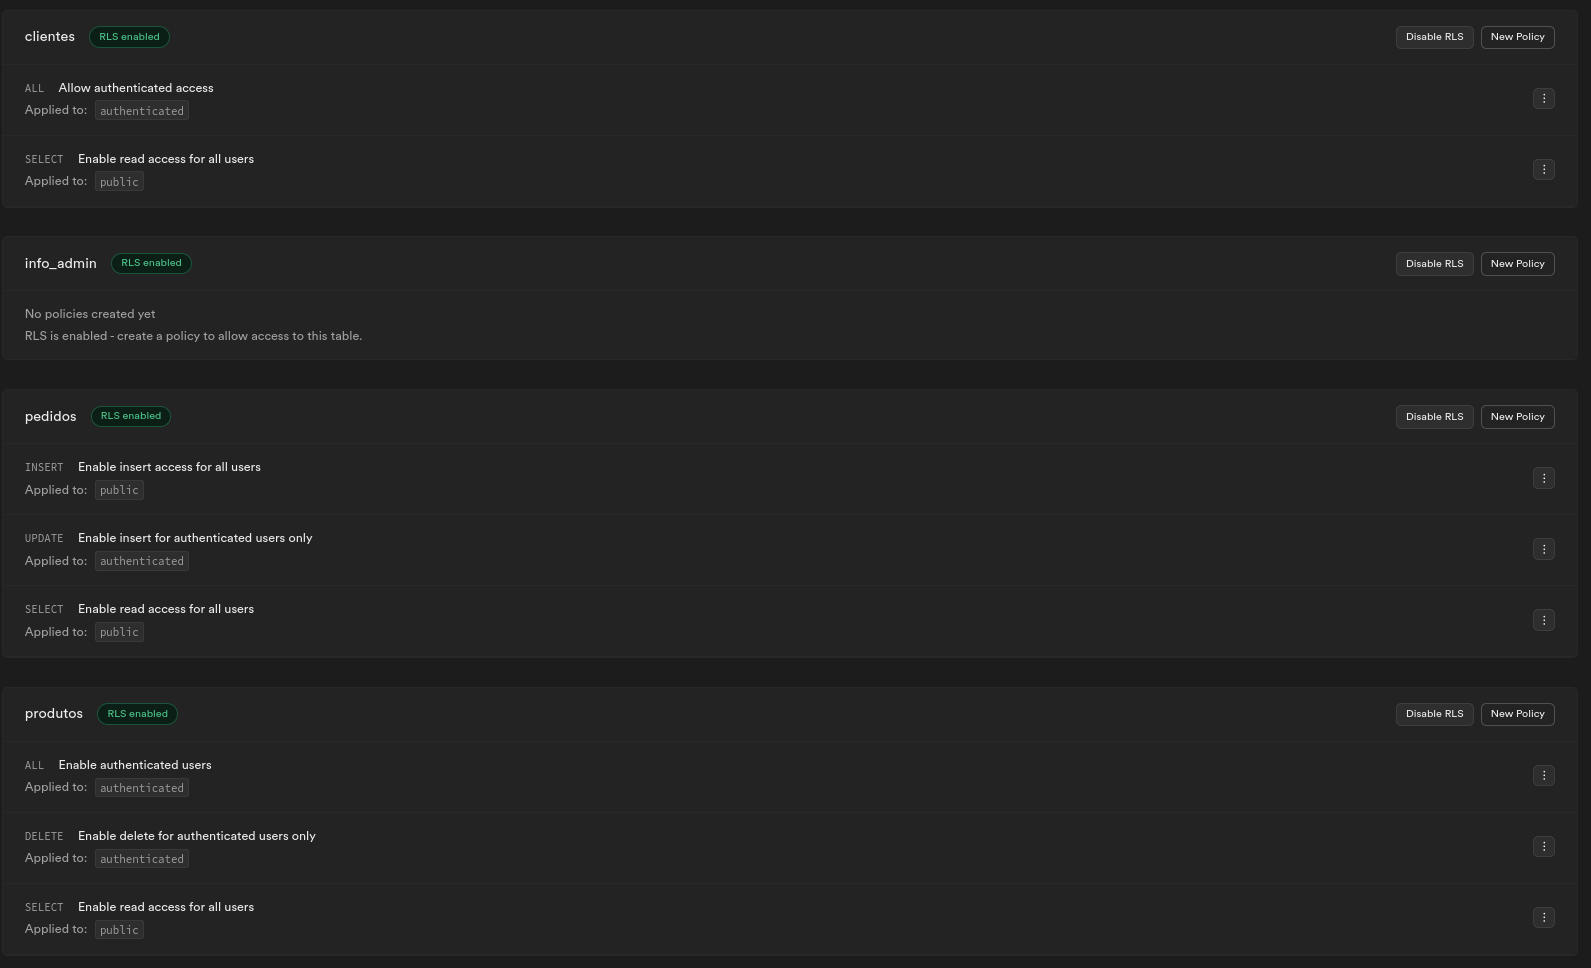 clientes RLS enabled Disable RLS New Policy
ALL Allow authenticated access
Applied to: authenticated
SELECT Enable read access for all users
Applied to: public
info_admin RLS enabled Disable RLS New Policy
No policies created yet
RLS is enabled - create a policy to allow access to this table.
pedidos RLS enabled Disable RLS New Policy
INSERT Enable insert access for all users
Applied to: public
UPDATE Enable insert for authenticated users only
Applied to: authenticated
SELECT Enable read access for all users
Applied to: public
produtos RLS enabled Disable RLS New Policy
ALL Enable authenticated users
Applied to: authenticated
DELETE Enable delete for authenticated users only
Applied to: authenticated
SELECT Enable read access for all users
Applied to: public